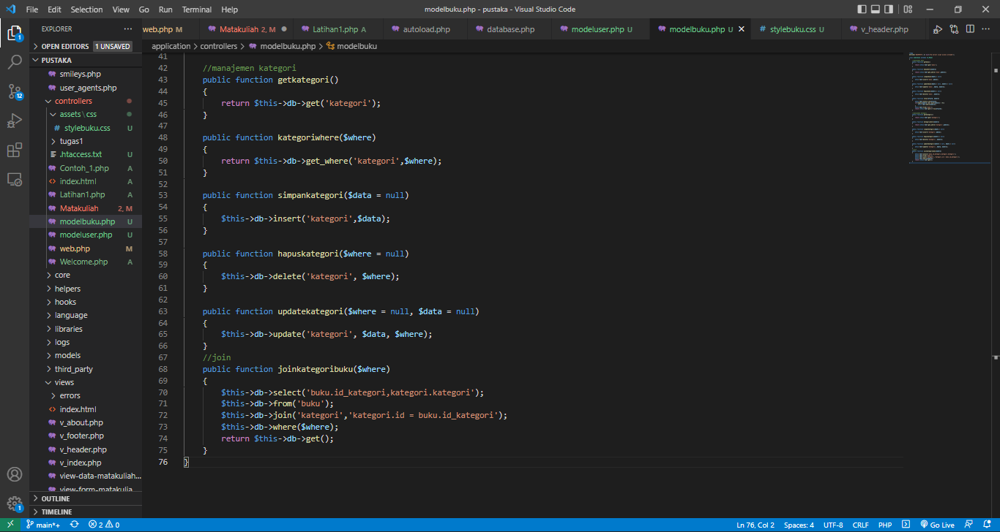 File Edit Selection View Go Run Terminal Help
modelbuku.php - pustaka - Visual Studio Code
EXPLORER
OPEN EDITORS 1 UNSAVED
PUSTAKA
smileys.php
user_agents.php
controllers
assets\css
# stylebuku.css U
tugas1
.htaccess.txt U
Contoh_1.php A
<> index.html A
Latihan1.php A
Matakuliah 2, M
modelbuku.php U
modeluser.php U
web.php M
Welcome.php A
core
helpers
hooks
language
libraries
logs
models
third_party
views
errors
<> index.html
v_about.php
v_footer.php
v_header.php
v_index.php
view-data-matakuliah...
view-form-matakulia
OUTLINE
TIMELINE
web.php M
Matakuliah 2, M
Latihan1.php A
autoload.php
database.php
modeluser.php U
modelbuku.php U
# stylebuku.css U
v_header.php
application > controllers > modelbuku.php > modelbuku
41
42 //manajemen kategori
43 public function getkategori()
44 {
45 return $this->db->get('kategori');
46 }
47
48 public function kategoriwhere($where)
49 {
50 return $this->db->get_where('kategori',$where);
51 }
52
53 public function simpankategori($data = null)
54 {
55 $this->db->insert('kategori',$data);
56 }
57
58 public function hapuskategori($where = null)
59 {
60 $this->db->delete('kategori', $where);
61 }
62
63 public function updatekategori($where = null, $data = null)
64 {
65 $this->db->update('kategori', $data, $where);
66 }
67 //join
68 public function joinkategoribuku($where)
69 {
70 $this->db->select('buku.id_kategori,kategori.kategori');
71 $this->db->from('buku');
72 $this->db->join('kategori','kategori.id = buku.id_kategori');
73 $this->db->where($where);
74 return $this->db->get();
75 }
76 }
1
12
1
main*+ 2 0
Ln 76, Col 2 Spaces: 4 UTF-8 CRLF PHP Go Live